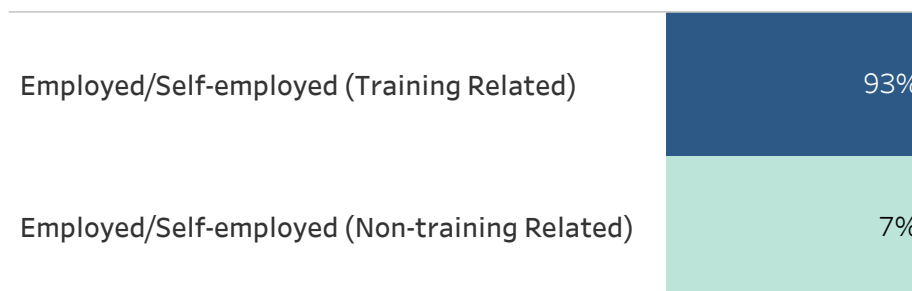 Employed/Self-employed (Training Related) 93%
Employed/Self-employed (Non-training Related) 7%